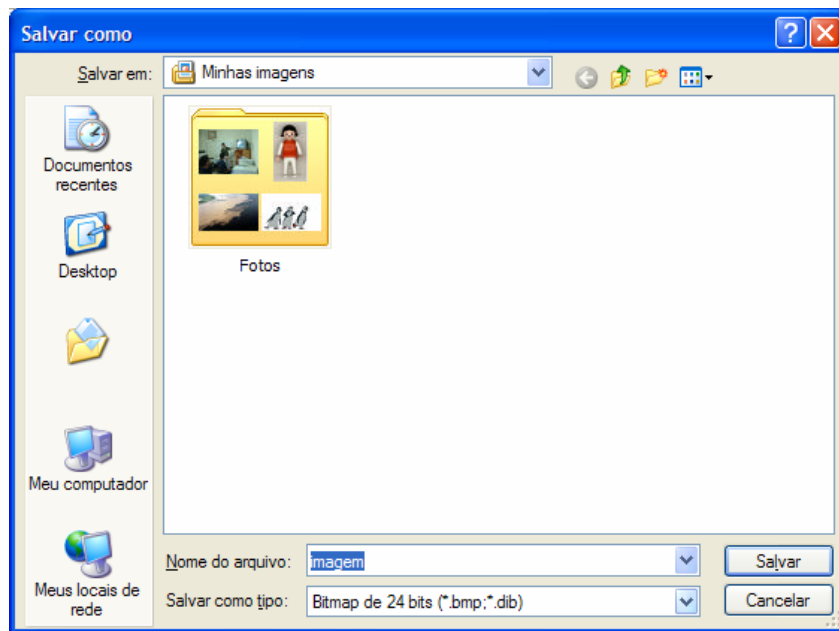 Salvar como
Salvar em:
Minhas imagens
Documentos
recentes
Desktop
Meu computador
Meus locais de
rede
Fotos
Nome do arquivo:
imagem
Salvar
Salvar como tipo:
Bitmap de 24 bits (*.bmp;*.dib)
Cancelar